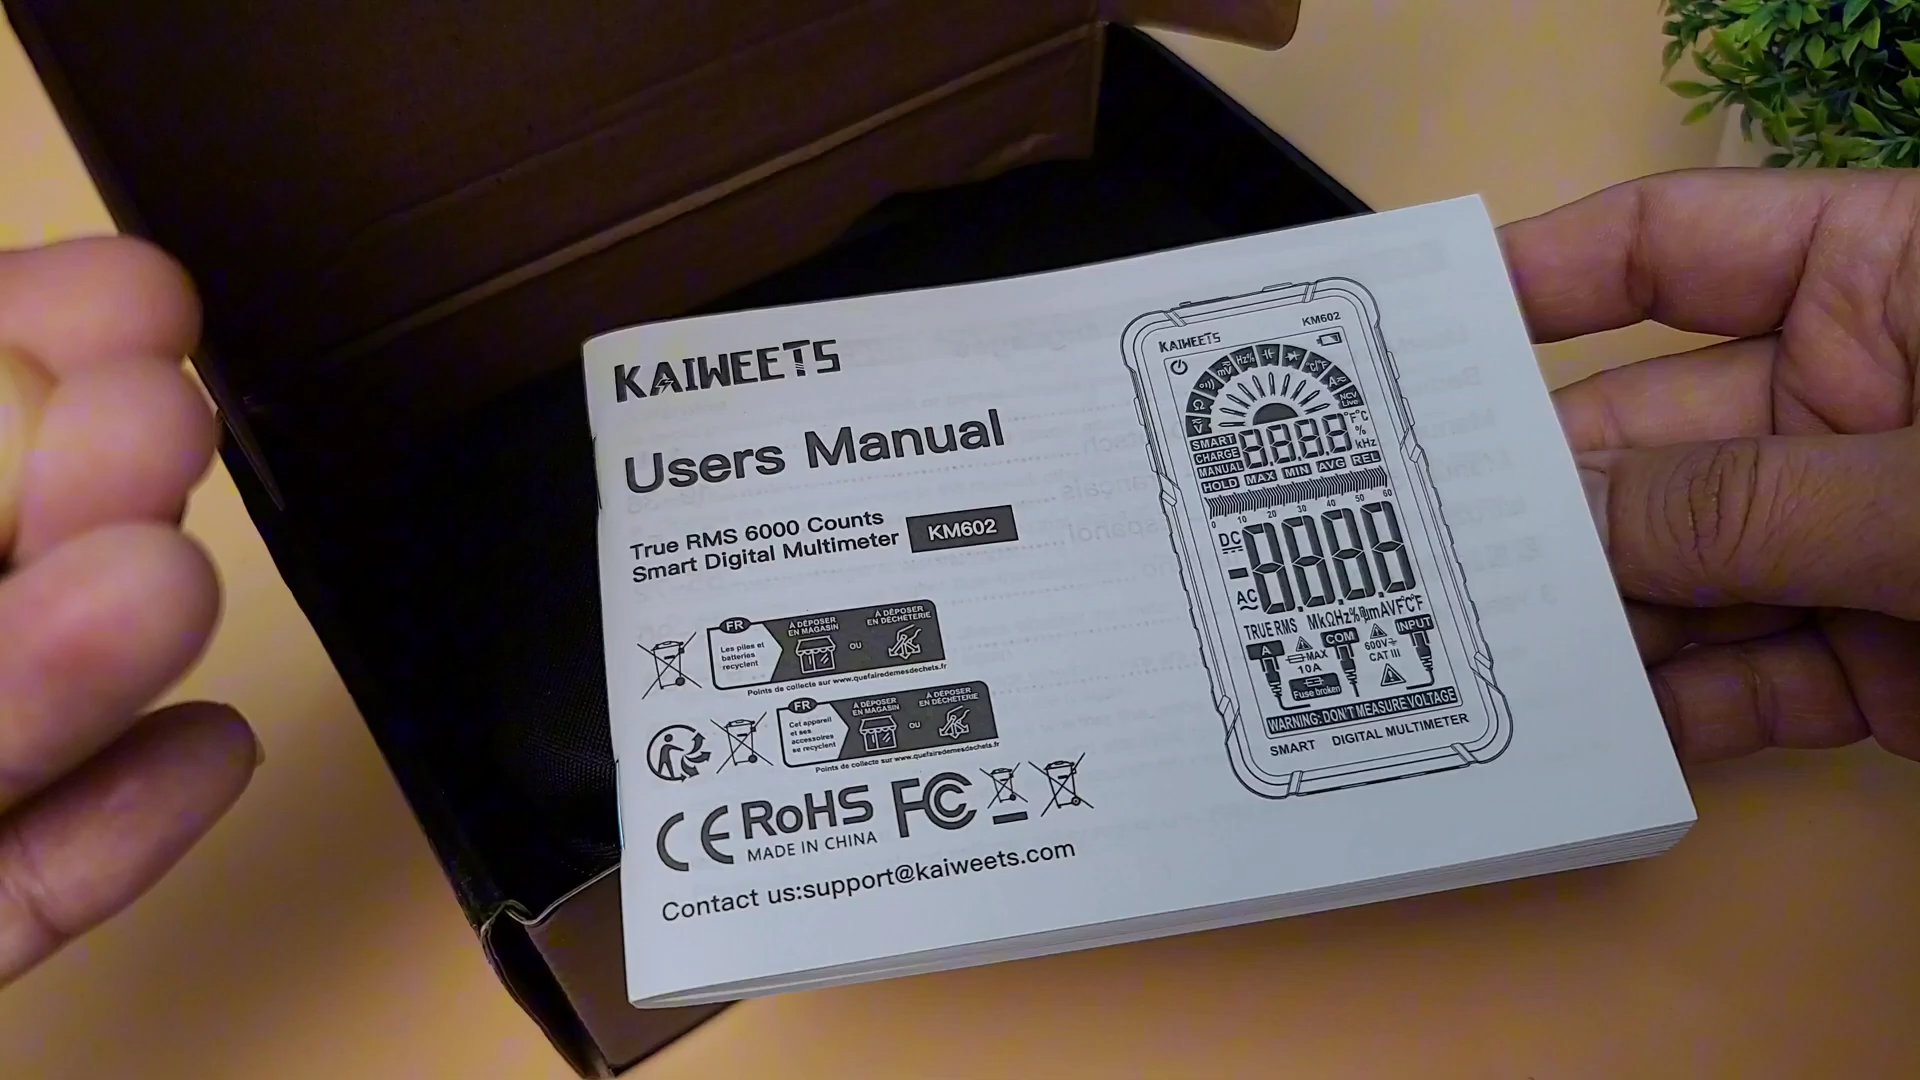 KAIWEETS
Users Manual
True RMS 6000 Counts
Smart Digital Multimeter
KM602
FR
Les piles et
batteries
recyclent
À DÉPOSER
EN MAGASIN
OU
À DÉPOSER
EN DÉCHÈTERIE
Points de collecte sur www.quefairedemesdechets.fr
FR
Cet appareil
et ses
accessoires
se recyclent
À DÉPOSER
EN MAGASIN
OU
À DÉPOSER
EN DÉCHÈTERIE
Points de collecte sur www.quefairedemesdechets.fr
CE RoHS FC
MADE IN CHINA
Contact us:support@kaiweets.com
KAIWEETS
KM602
V Ω mV Hz% °C/°F A NCV
Live
SMART
CHARGE
MANUAL
8.8.8.8
°F°C
%
kHz
HOLD MAX MIN AVG REL
0 10 20 30 40 50 60
DC
AC
8.8.8.8
TRUE RMS
A
MAX
10A
Fuse broken
COM
600V
CAT III
INPUT
WARNING: DON'T MEASURE VOLTAGE
SMART DIGITAL MULTIMETER